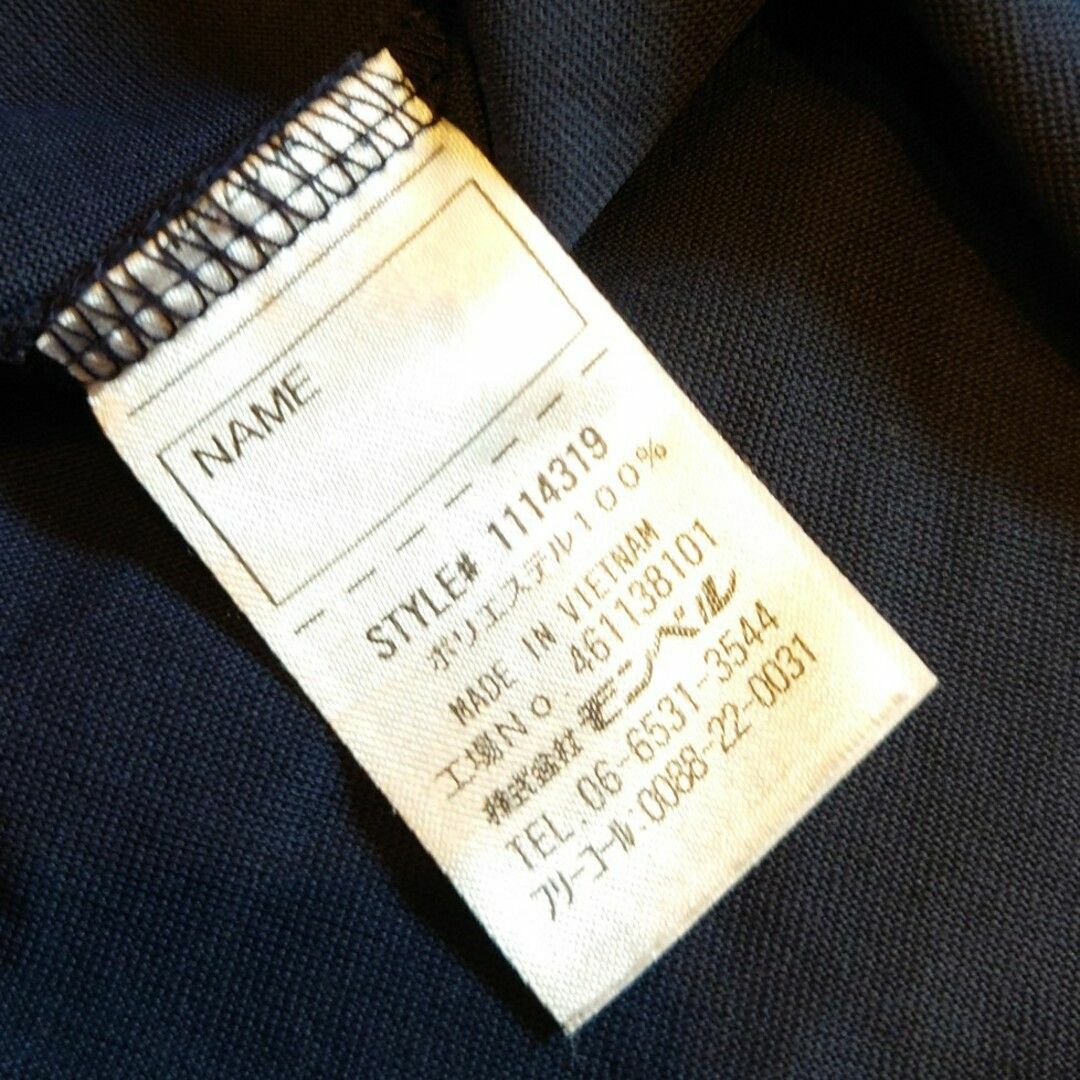 NAME
STYLE# 1114319
ポリエステル100%
MADE IN VIETNAM
工場No. 461138101
株式会社モンベル
TEL:06-6531-3544
フリーコール:0088-22-0031